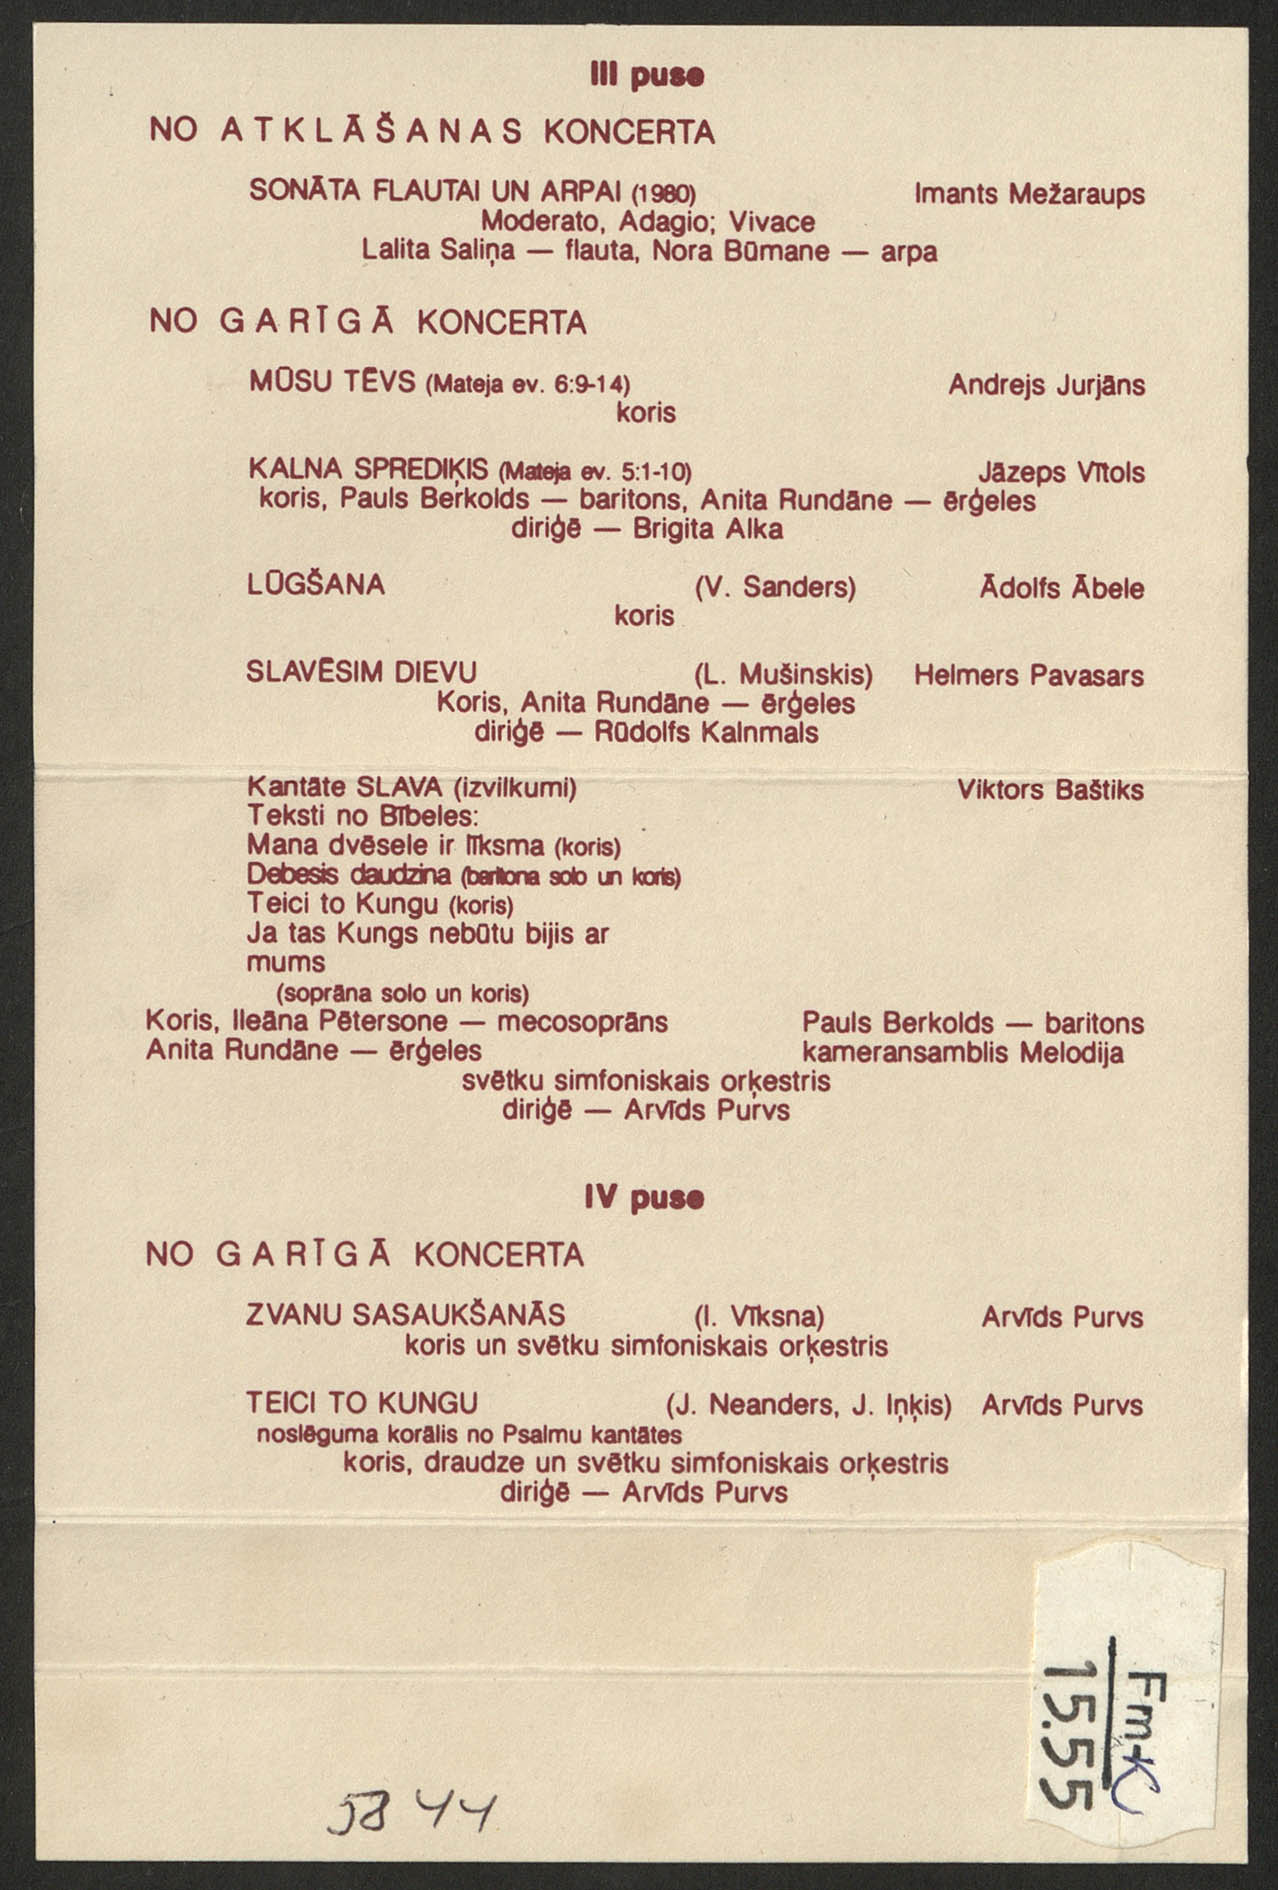 III puse
NO ATKLĀŠANAS KONCERTA
SONĀTA FLAUTAI UN ARPAI (1980) Imants Mežaraups
Moderato, Adagio; Vivace
Lalita Saliņa — flauta, Nora Būmane — arpa
NO GARĪGĀ KONCERTA
MŪSU TĒVS (Mateja ev. 6:9-14) Andrejs Jurjāns
koris
KALNA SPREDIĶIS (Mateja ev. 5:1-10) Jāzeps Vītols
koris, Pauls Berkolds — baritons, Anita Rundāne — ērģeles
diriģē — Brigita Alka
LŪGŠANA (V. Sanders) Ādolfs Ābele
koris
SLAVĒSIM DIEVU (L. Mušinskis) Helmers Pavasars
Koris, Anita Rundāne — ērģeles
diriģē — Rūdolfs Kalnmals
Kantāte SLAVA (izvilkumi) Viktors Baštiks
Teksti no Bībeles:
Mana dvēsele ir līksma (koris)
Debesis daudzina (baritona solo un koris)
Teici to Kungu (koris)
Ja tas Kungs nebūtu bijis ar
mums
(soprāna solo un koris)
Koris, Ileāna Pētersone — mecosoprāns Pauls Berkolds — baritons
Anita Rundāne — ērģeles kameransamblis Melodija
svētku simfoniskais orķestris
diriģē — Arvīds Purvs
IV puse
NO GARĪGĀ KONCERTA
ZVANU SASAUKŠANĀS (I. Vīksna) Arvīds Purvs
koris un svētku simfoniskais orķestris
TEICI TO KUNGU (J. Neanders, J. Iņķis) Arvīds Purvs
noslēguma korālis no Psalmu kantātes
koris, draudze un svētku simfoniskais orķestris
diriģē — Arvīds Purvs
Fm-K
15.55
5844